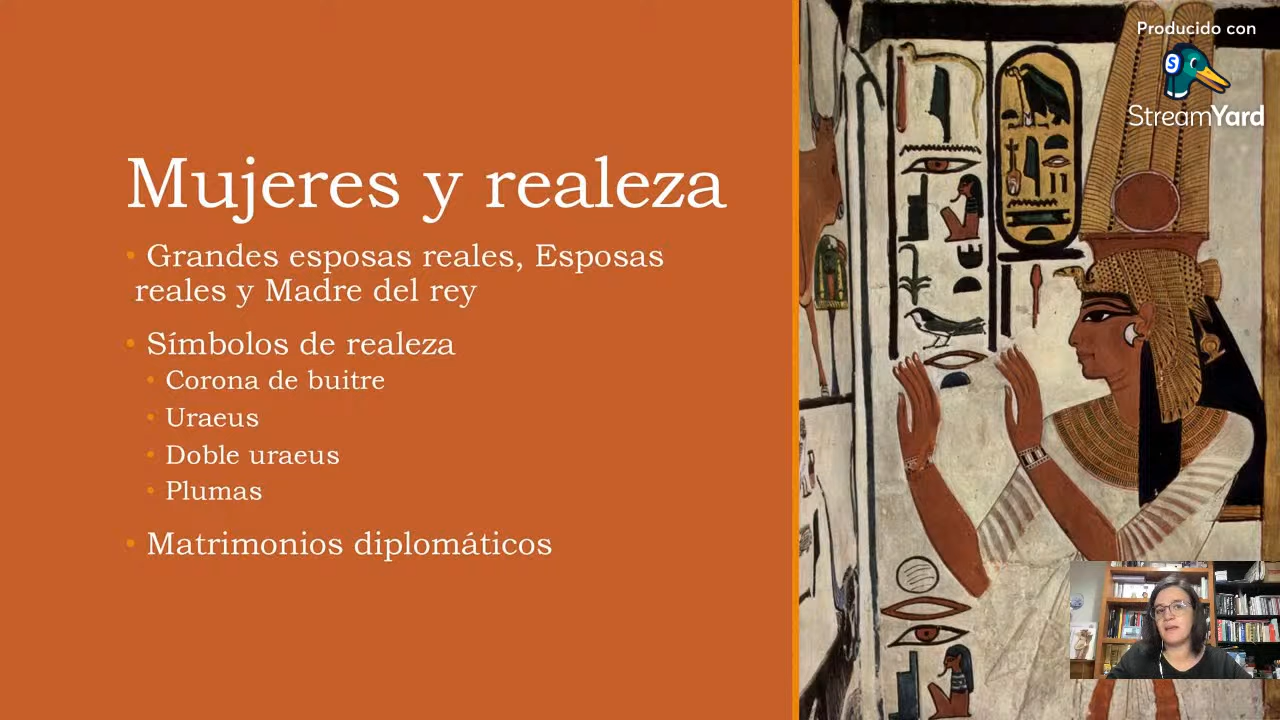 Mujeres y realeza
• Grandes esposas reales, Esposas
reales y Madre del rey
• Símbolos de realeza
• Corona de buitre
• Uraeus
• Doble uraeus
• Plumas
• Matrimonios diplomáticos
Producido con
S
StreamYard